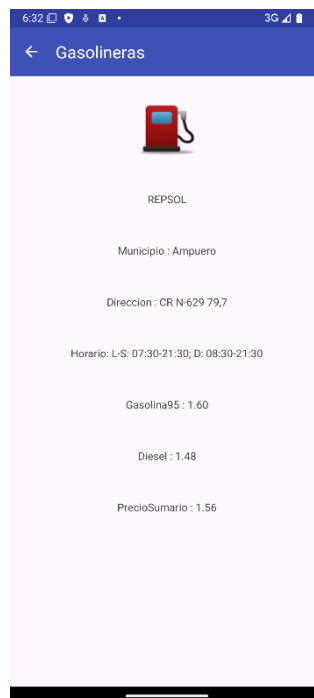 6:32
3G
Gasolineras
REPSOL
Municipio : Ampuero
Direccion : CR N-629 79,7
Horario: L-S: 07:30-21:30; D: 08:30-21:30
Gasolina95 : 1.60
Diesel : 1.48
PrecioSumario : 1.56